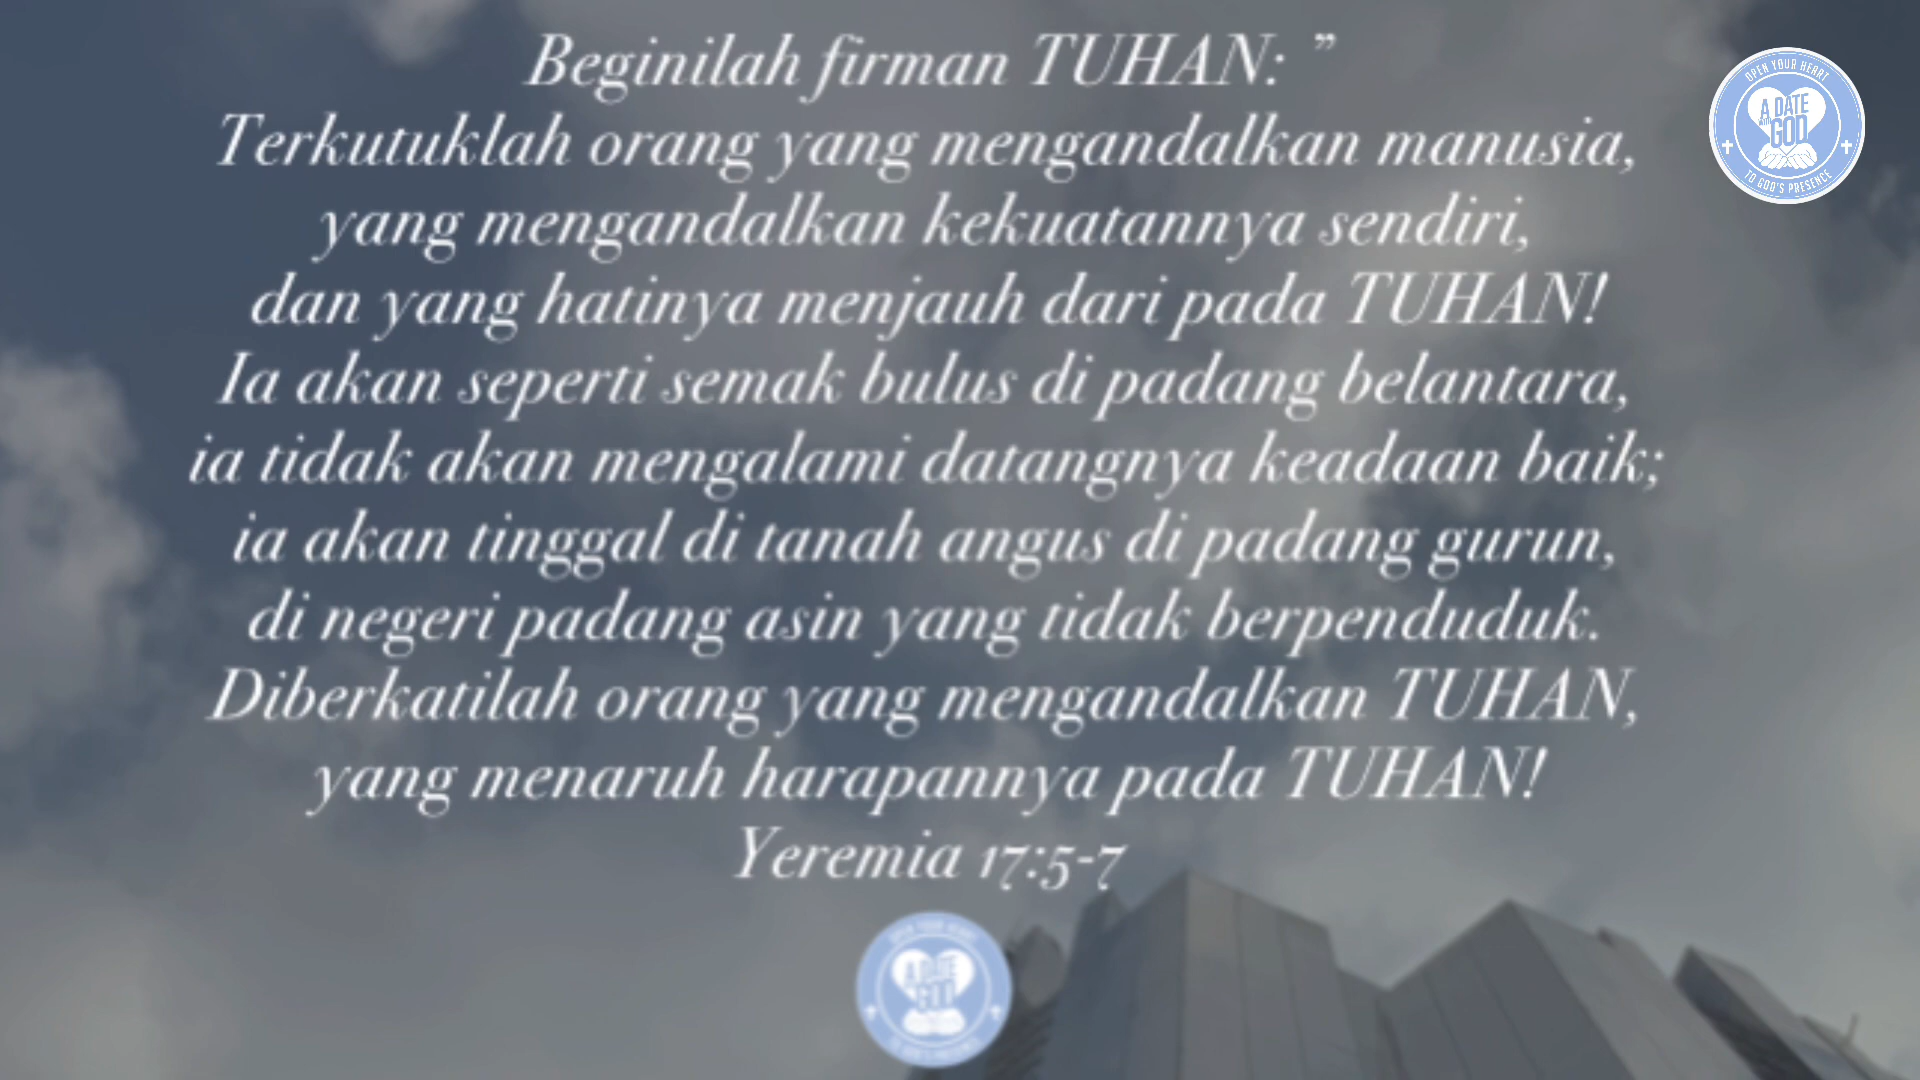 Beginilah firman TUHAN: ”
Terkutuklah orang yang mengandalkan manusia,
yang mengandalkan kekuatannya sendiri,
dan yang hatinya menjauh dari pada TUHAN!
Ia akan seperti semak bulus di padang belantara,
ia tidak akan mengalami datangnya keadaan baik;
ia akan tinggal di tanah angus di padang gurun,
di negeri padang asin yang tidak berpenduduk.
Diberkatilah orang yang mengandalkan TUHAN,
yang menaruh harapannya pada TUHAN!
Yeremia 17:5-7
OPEN YOUR HEART
A DATE
WITH GOD
TO GOD'S PRESENCE
A DATE
GOD